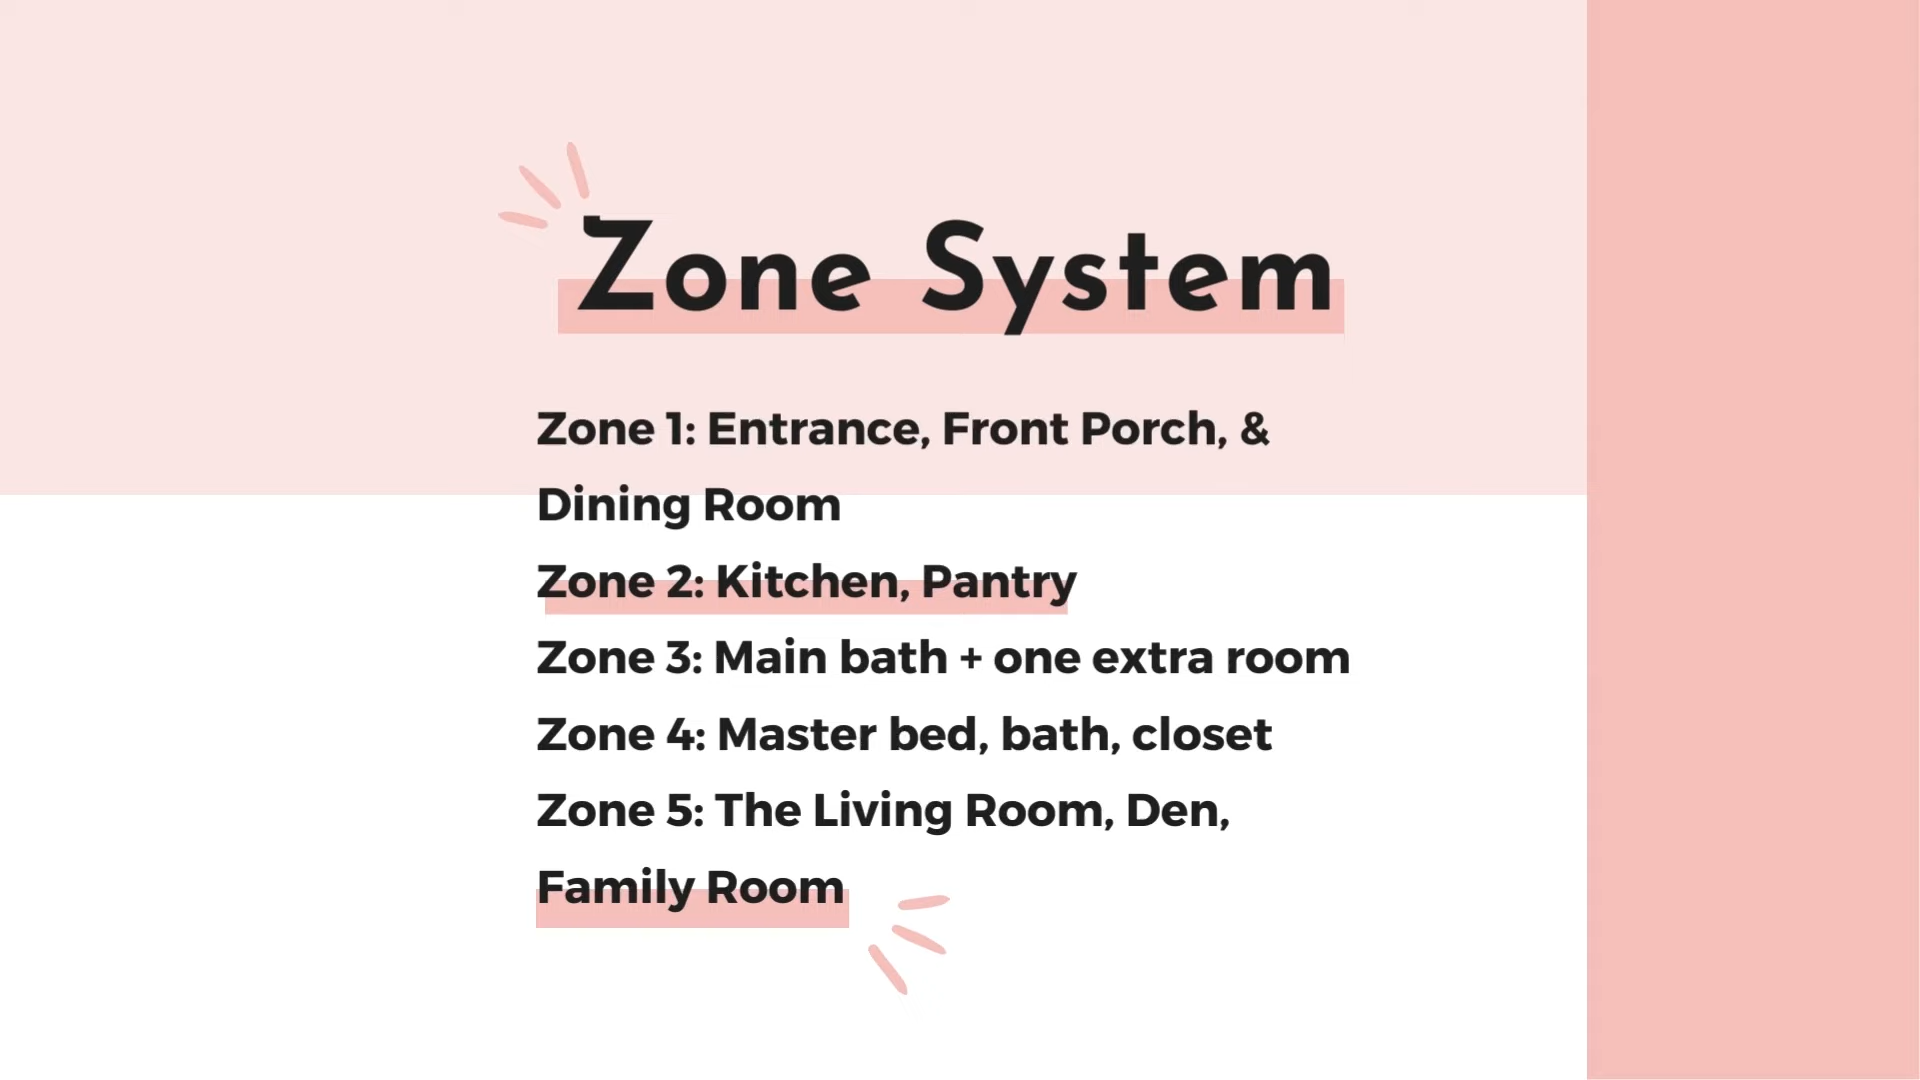 Zone System
Zone 1: Entrance, Front Porch, &
Dining Room
Zone 2: Kitchen, Pantry
Zone 3: Main bath + one extra room
Zone 4: Master bed, bath, closet
Zone 5: The Living Room, Den,
Family Room